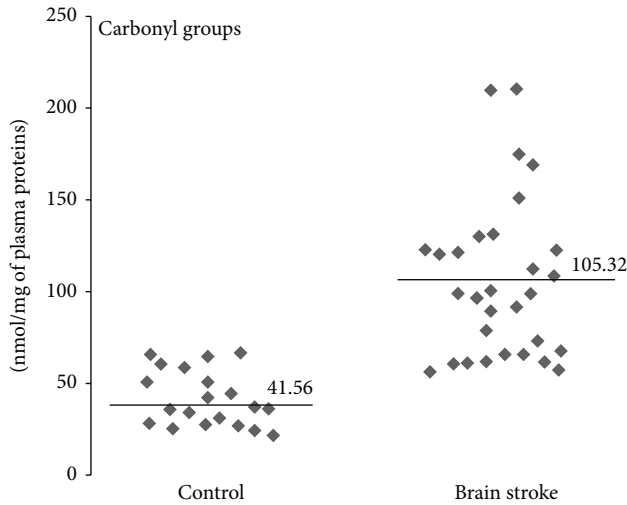 250
Carbonyl groups
200
150
100
50
0
(nmol/mg of plasma proteins)
41.56
105.32
Control
Brain stroke